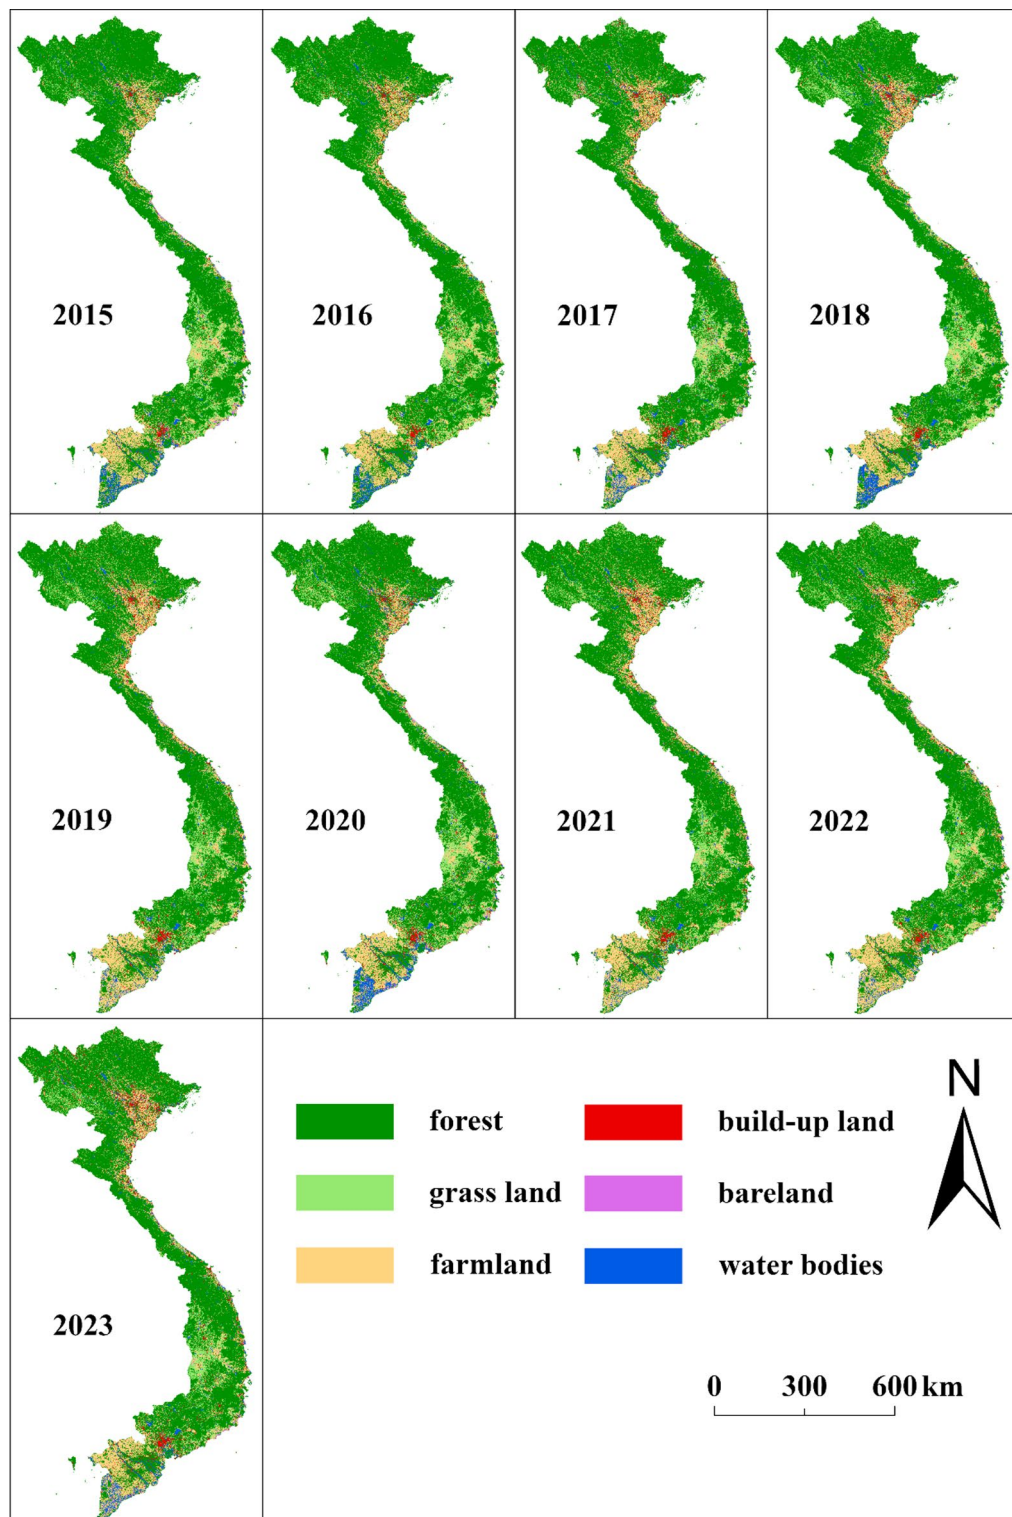 2015
2016
2017
2018
2019
2020
2021
2022
2023
N
forest
build-up land
grass land
bareland
farmland
water bodies
0 300 600 km